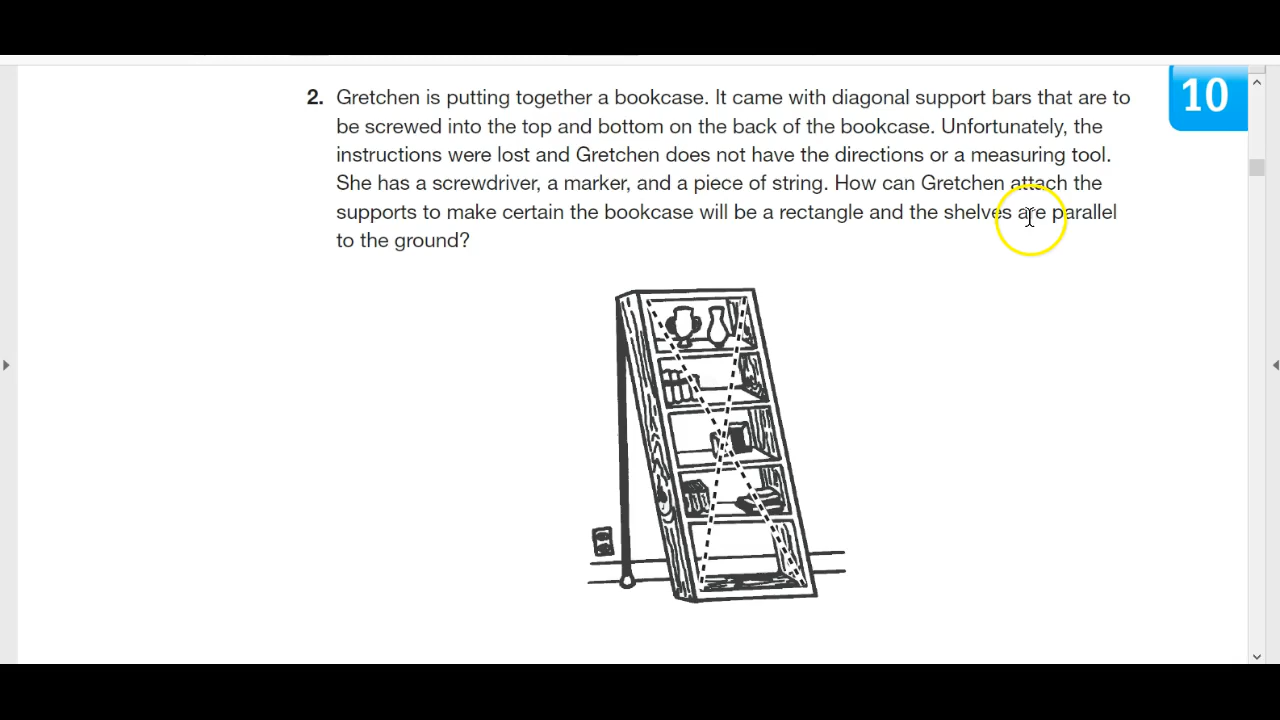 10
2. Gretchen is putting together a bookcase. It came with diagonal support bars that are to
be screwed into the top and bottom on the back of the bookcase. Unfortunately, the
instructions were lost and Gretchen does not have the directions or a measuring tool.
She has a screwdriver, a marker, and a piece of string. How can Gretchen attach the
supports to make certain the bookcase will be a rectangle and the shelves are parallel
to the ground?